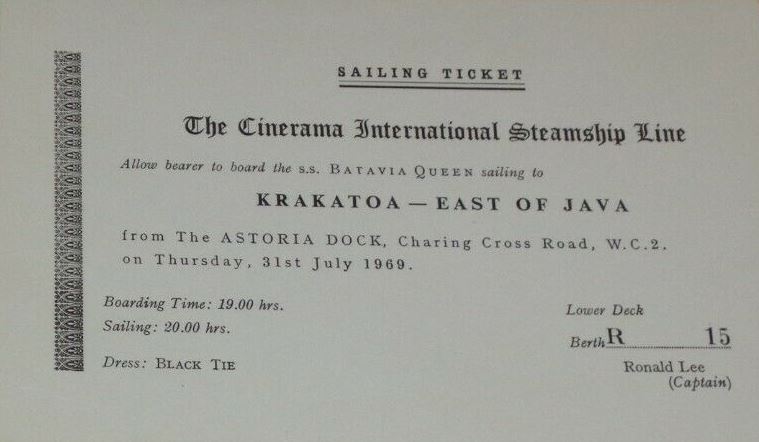 SAILING TICKET
The Cinerama International Steamship Line
Allow bearer to board the s.s. BATAVIA QUEEN sailing to
KRAKATOA — EAST OF JAVA
from The ASTORIA DOCK, Charing Cross Road, W.C.2.
on Thursday, 31st July 1969.
Boarding Time: 19.00 hrs.
Sailing: 20.00 hrs.
Dress: BLACK TIE
Lower Deck
Berth R 15
Ronald Lee
(Captain)